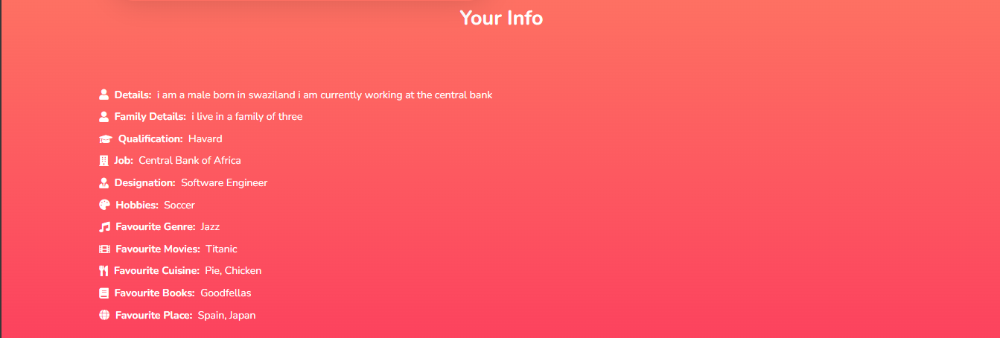 Your Info
Details: i am a male born in swaziland i am currently working at the central bank
Family Details: i live in a family of three
Qualification: Havard
Job: Central Bank of Africa
Designation: Software Engineer
Hobbies: Soccer
Favourite Genre: Jazz
Favourite Movies: Titanic
Favourite Cuisine: Pie, Chicken
Favourite Books: Goodfellas
Favourite Place: Spain, Japan